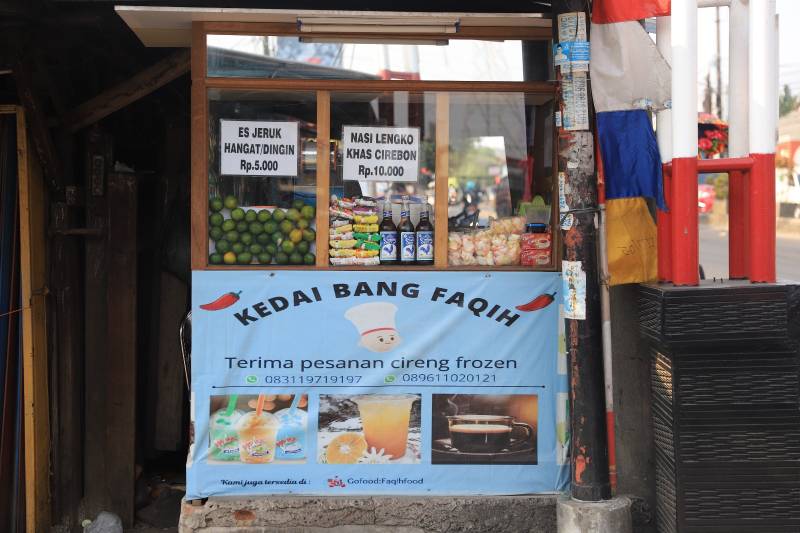 ES JERUK
HANGAT/DINGIN
Rp.5.000
NASI LENGKO
KHAS CIREBON
Rp.10.000
KEDAI BANG FAQIH
Terima pesanan cireng frozen
083119719197 089611020121
Kami juga tersedia di :
Gofood:Faqihfood